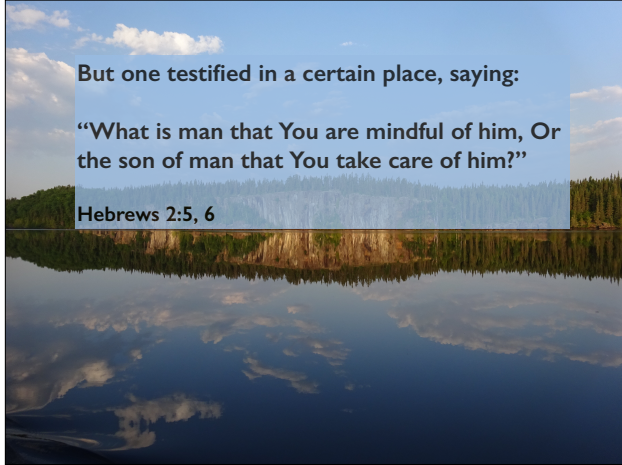 But one testified in a certain place, saying:
“What is man that You are mindful of him, Or
the son of man that You take care of him?”
Hebrews 2:5, 6